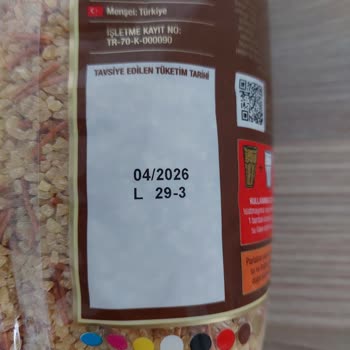 Menşei: Türkiye
İŞLETME KAYIT NO:
TR-70-K-000090
TAVSİYE EDİLEN TÜKETİM TARİHİ
04/2026
L 29-3